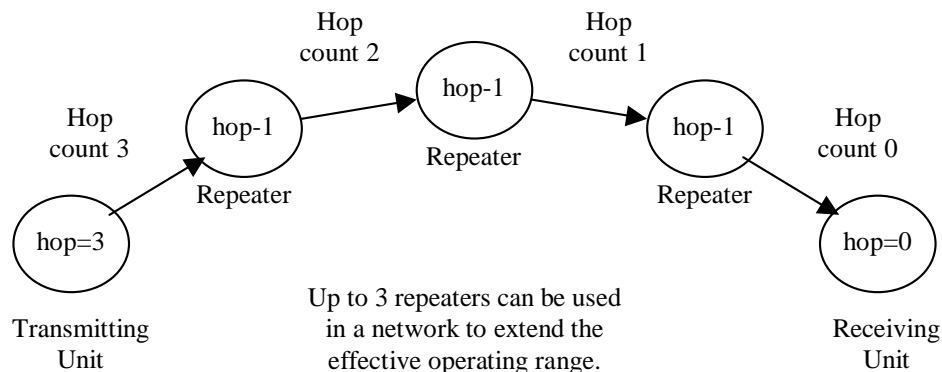 Hop
count 3
Hop
count 2
Hop
count 1
Hop
count 0
hop=3
hop-1
hop-1
hop-1
hop=0
Transmitting
Unit
Repeater
Repeater
Repeater
Receiving
Unit
Up to 3 repeaters can be used
in a network to extend the
effective operating range.